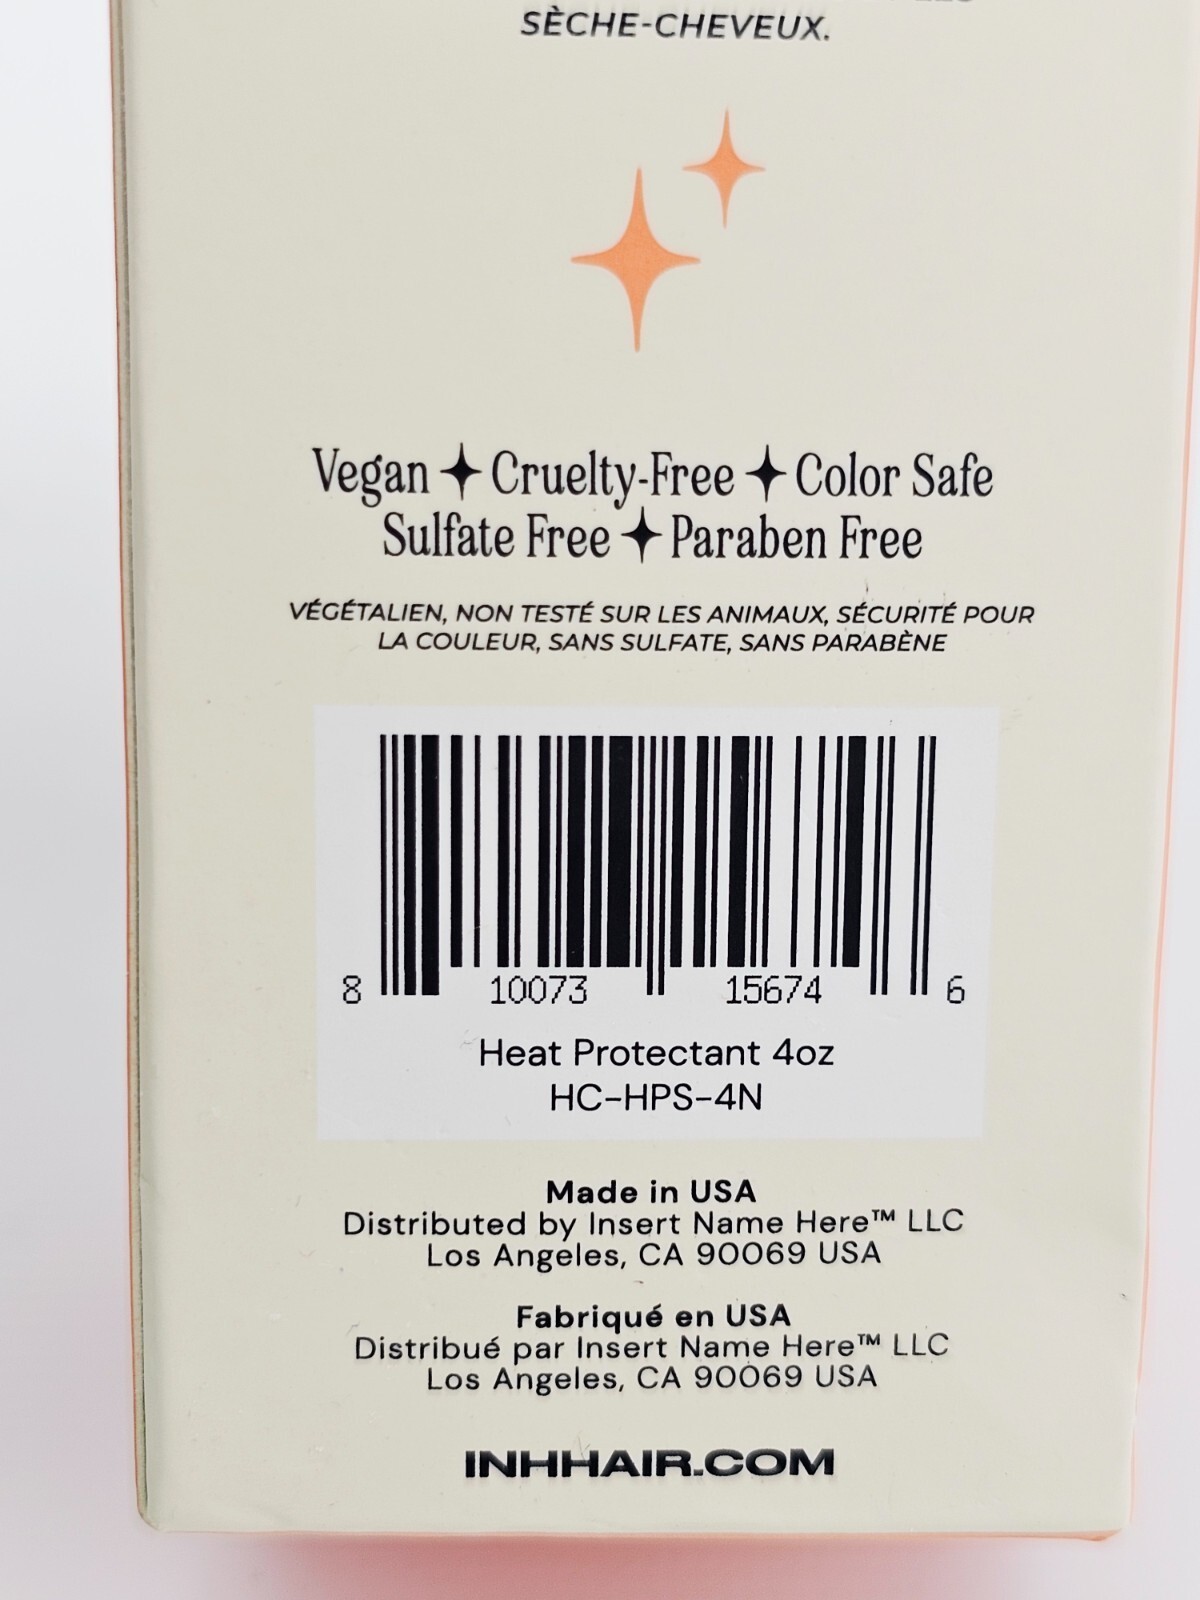 SÈCHE-CHEVEUX.
Vegan ✦ Cruelty-Free ✦ Color Safe
Sulfate Free ✦ Paraben Free
VÉGÉTALIEN, NON TESTÉ SUR LES ANIMAUX, SÉCURITÉ POUR
LA COULEUR, SANS SULFATE, SANS PARABÈNE
8 10073 15674 6
Heat Protectant 4oz
HC-HPS-4N
Made in USA
Distributed by Insert Name Here™ LLC
Los Angeles, CA 90069 USA
Fabriqué en USA
Distribué par Insert Name Here™ LLC
Los Angeles, CA 90069 USA
INHHAIR.COM